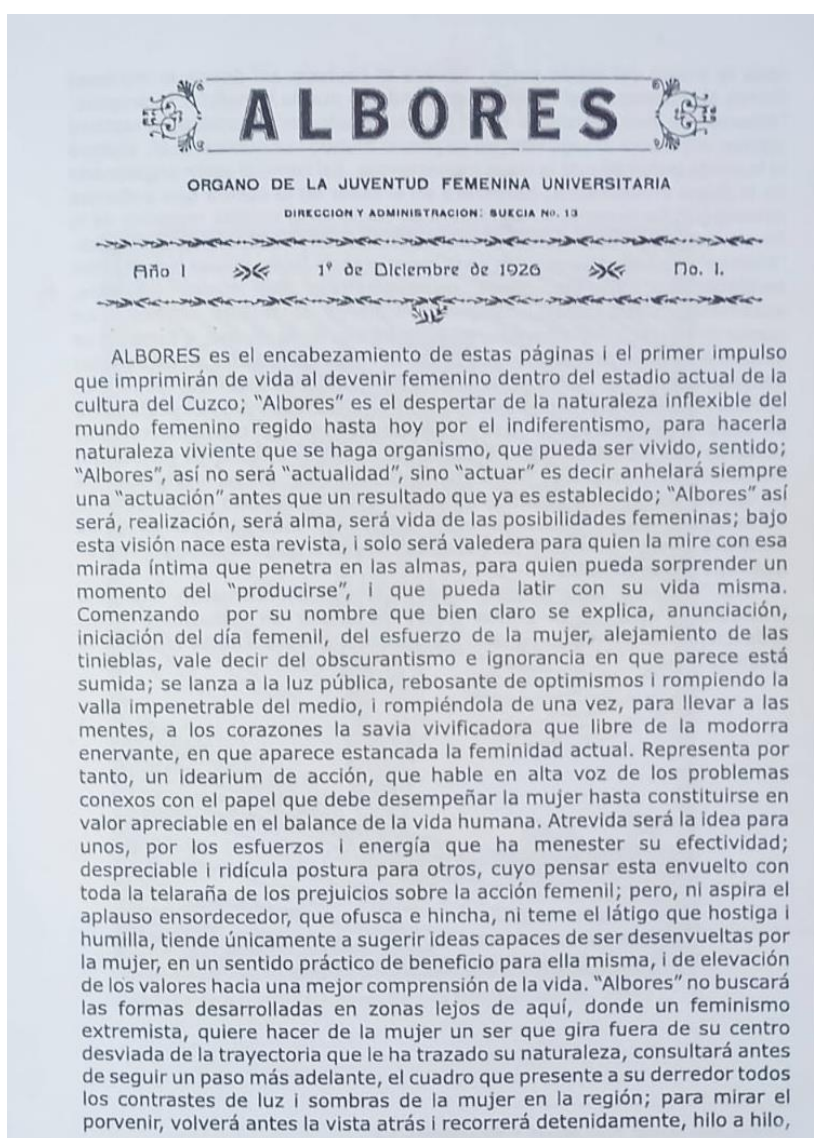 ALBORES
ORGANO DE LA JUVENTUD FEMENINA UNIVERSITARIA
DIRECCION Y ADMINISTRACION: SUECIA No. 13
Año I 1º de Diciembre de 1926 No. I.
ALBORES es el encabezamiento de estas páginas i el primer impulso
que imprimirán de vida al devenir femenino dentro del estadio actual de la
cultura del Cuzco; “Albores” es el despertar de la naturaleza inflexible del
mundo femenino regido hasta hoy por el indiferentismo, para hacerla
naturaleza viviente que se haga organismo, que pueda ser vivido, sentido;
“Albores”, así no será “actualidad”, sino “actuar” es decir anhelará siempre
una “actuación” antes que un resultado que ya es establecido; “Albores” así
será, realización, será alma, será vida de las posibilidades femeninas; bajo
esta visión nace esta revista, i solo será valedera para quien la mire con esa
mirada íntima que penetra en las almas, para quien pueda sorprender un
momento del “producirse”, i que pueda latir con su vida misma.
Comenzando por su nombre que bien claro se explica, anunciación,
iniciación del día femenil, del esfuerzo de la mujer, alejamiento de las
tinieblas, vale decir del obscurantismo e ignorancia en que parece está
sumida; se lanza a la luz pública, rebosante de optimismos i rompiendo la
valla impenetrable del medio, i rompiéndola de una vez, para llevar a las
mentes, a los corazones la savia vivificadora que libre de la modorra
enervante, en que aparece estancada la feminidad actual. Representa por
tanto, un idearium de acción, que hable en alta voz de los problemas
conexos con el papel que debe desempeñar la mujer hasta constituirse en
valor apreciable en el balance de la vida humana. Atrevida será la idea para
unos, por los esfuerzos i energía que ha menester su efectividad;
despreciable i ridícula postura para otros, cuyo pensar esta envuelto con
toda la telaraña de los prejuicios sobre la acción femenil; pero, ni aspira el
aplauso ensordecedor, que ofusca e hincha, ni teme el látigo que hostiga i
humilla, tiende únicamente a sugerir ideas capaces de ser desenvueltas por
la mujer, en un sentido práctico de beneficio para ella misma, i de elevación
de los valores hacia una mejor comprensión de la vida. “Albores” no buscará
las formas desarrolladas en zonas lejos de aquí, donde un feminismo
extremista, quiere hacer de la mujer un ser que gira fuera de su centro
desviada de la trayectoria que le ha trazado su naturaleza, consultará antes
de seguir un paso más adelante, el cuadro que presente a su derredor todos
los contrastes de luz i sombras de la mujer en la región; para mirar el
porvenir, volverá antes la vista atrás i recorrerá detenidamente, hilo a hilo,